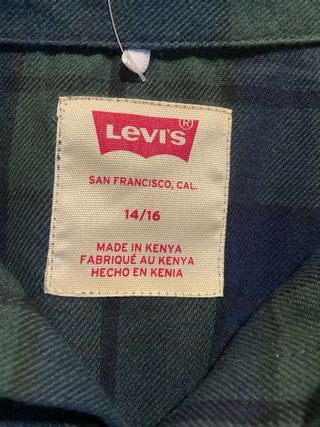 LEVI'S®
SAN FRANCISCO, CAL.
14/16
MADE IN KENYA
FABRIQUÉ AU KENYA
HECHO EN KENIA